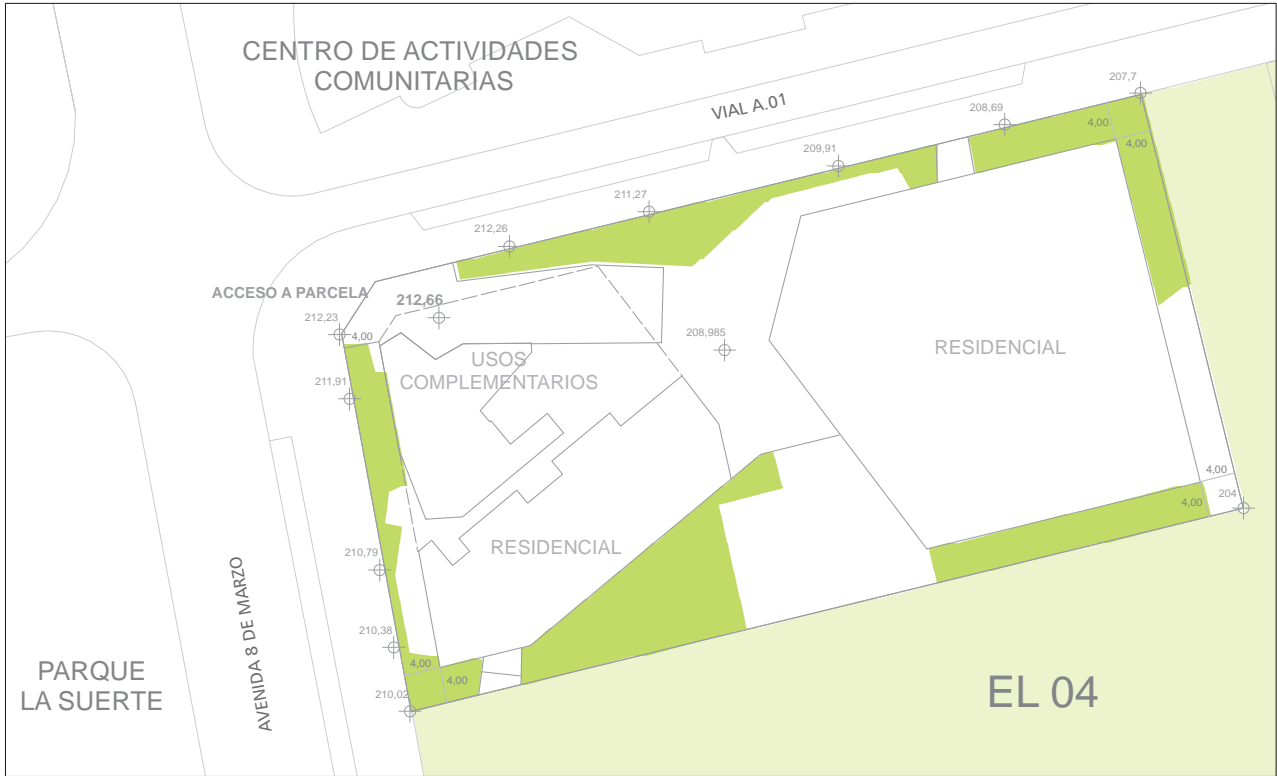 CENTRO DE ACTIVIDADES
COMUNITARIAS
207,7
VIAL A.01
208,69
4,00
4,00
209,91
211,27
212,26
ACCESO A PARCELA
212,66
212,23
4,00
208,985
RESIDENCIAL
USOS
COMPLEMENTARIOS
211,91
4,00
204
4,00
RESIDENCIAL
210,79
AVENIDA 8 DE MARZO
210,38
4,00
4,00
210,02
PARQUE
LA SUERTE
EL 04